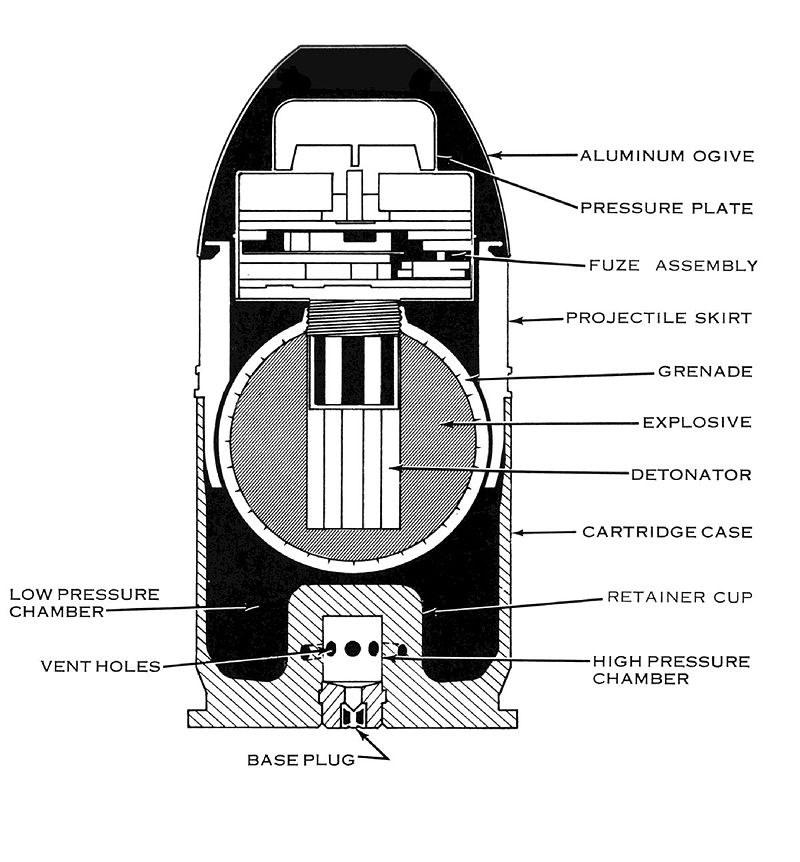 ALUMINUM OGIVE
PRESSURE PLATE
FUZE ASSEMBLY
PROJECTILE SKIRT
GRENADE
EXPLOSIVE
DETONATOR
CARTRIDGE CASE
LOW PRESSURE
CHAMBER
RETAINER CUP
VENT HOLES
HIGH PRESSURE
CHAMBER
BASE PLUG